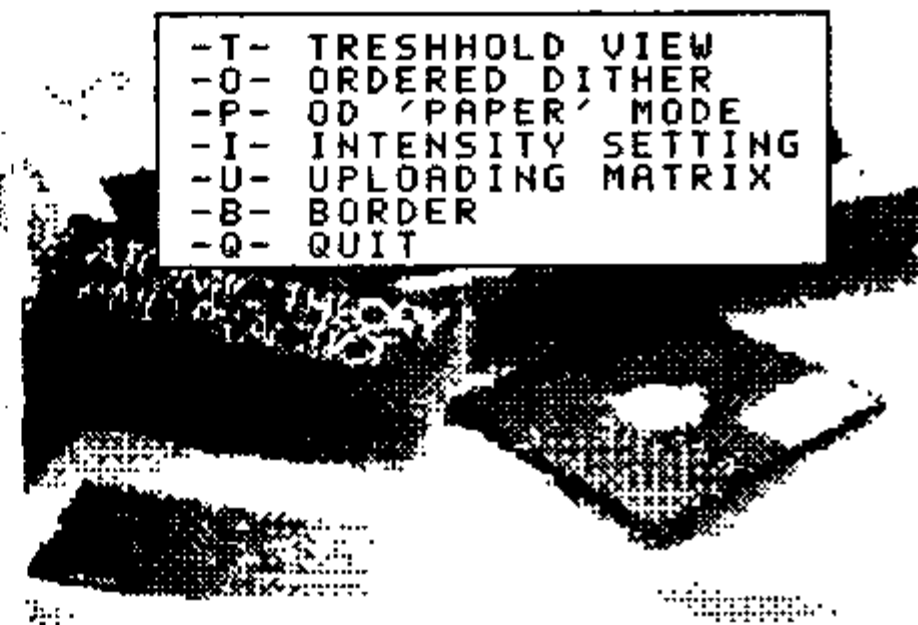 -T- TRESHHOLD VIEW
-O- ORDERED DITHER
-P- OD 'PAPER' MODE
-I- INTENSITY SETTING
-U- UPLOADING MATRIX
-B- BORDER
-Q- QUIT